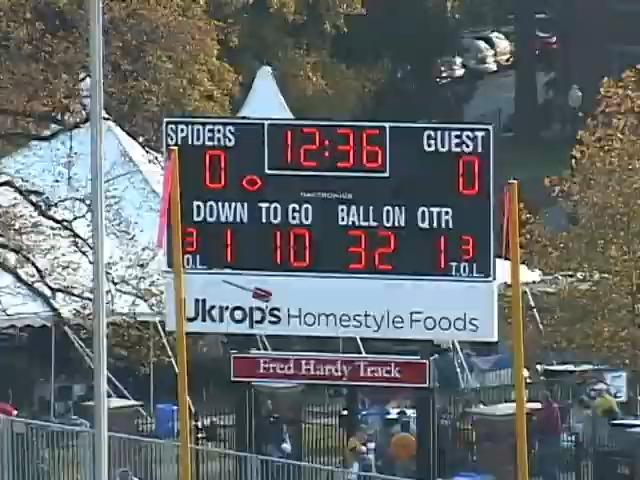 SPIDERS 12:36 GUEST
0 0
DAKTRONICS
DOWN TO GO BALL ON QTR
3 1 10 32 1 3
O.L. T.O.L.
Ukrop's Homestyle Foods
Fred Hardy Track